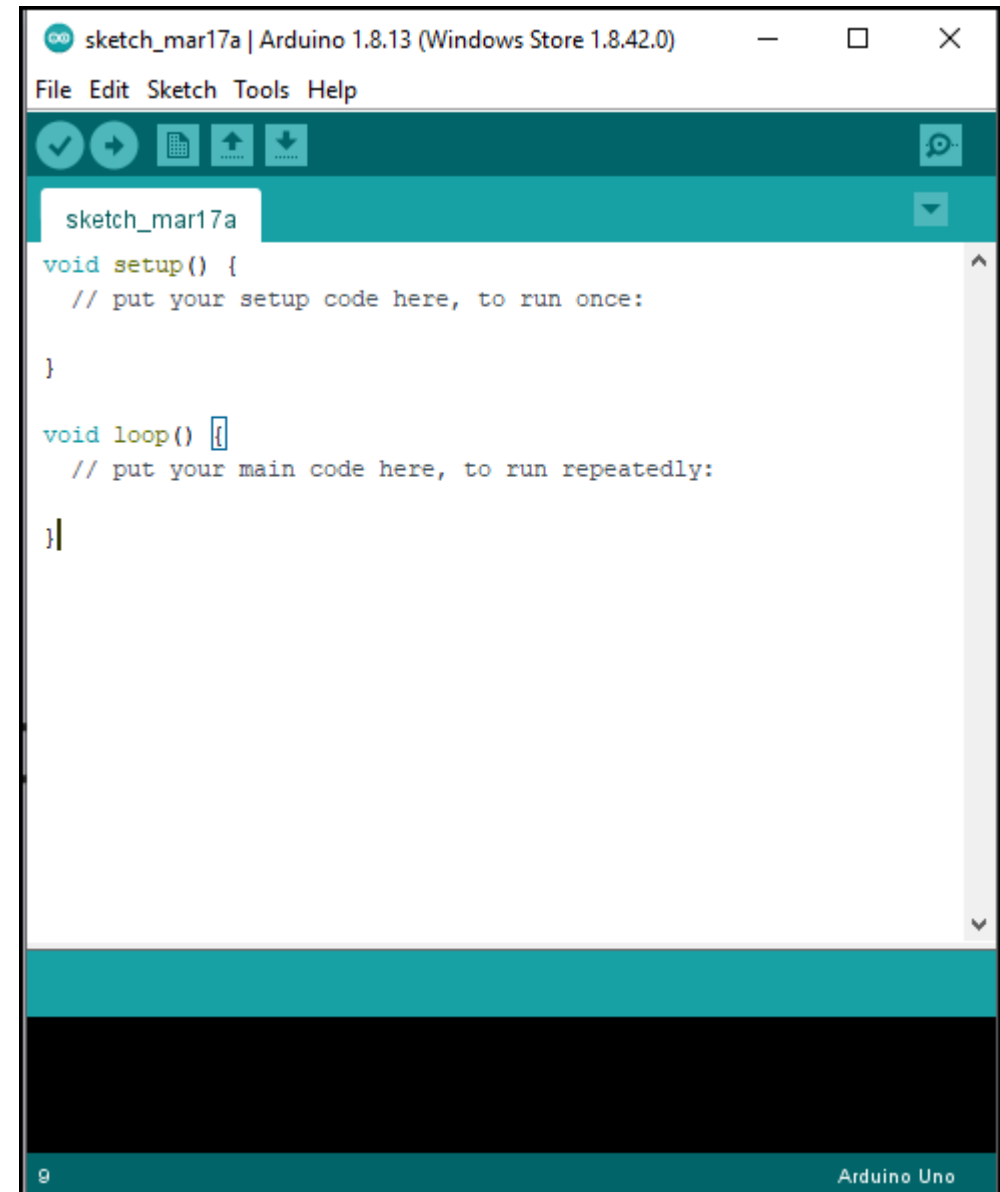 sketch_mar17a | Arduino 1.8.13 (Windows Store 1.8.42.0)
File Edit Sketch Tools Help
sketch_mar17a
void setup() {
  // put your setup code here, to run once:
}
void loop() {
  // put your main code here, to run repeatedly:
}
9 Arduino Uno